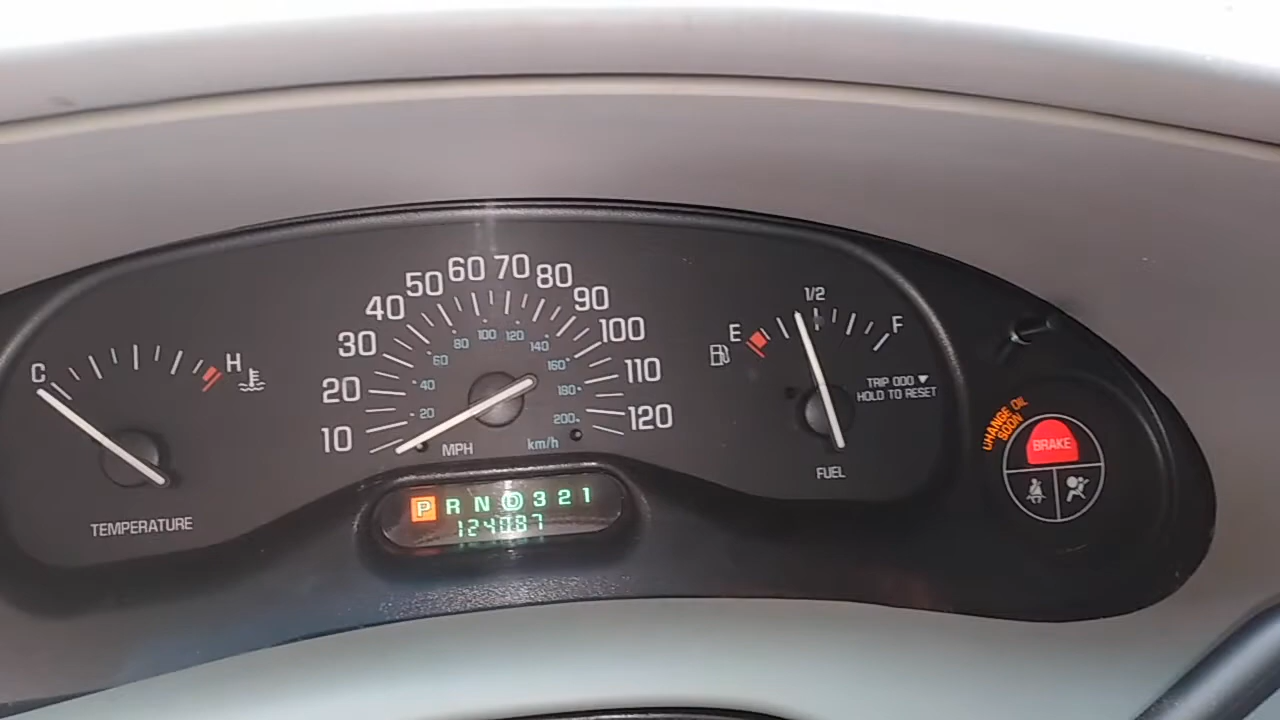 C
H
TEMPERATURE
10 20 30 40 50 60 70 80 90 100 110 120
20 40 60 80 100 120 140 160 180 200
MPH
km/h
P R N D 3 2 1
124087
E
1/2
F
TRIP ODO ▼
HOLD TO RESET
FUEL
CHANGE OIL
SOON
BRAKE